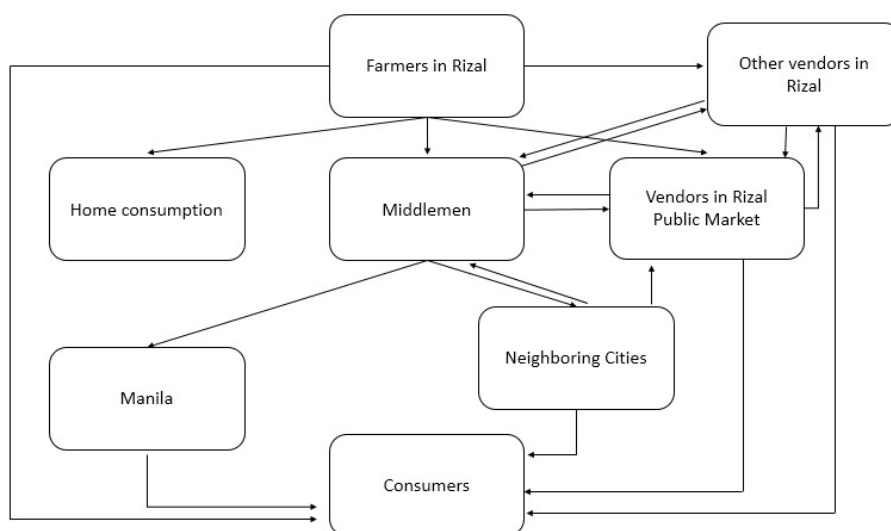 Farmers in Rizal
Other vendors in
Rizal
Home consumption
Middlemen
Vendors in Rizal
Public Market
Neighboring Cities
Manila
Consumers